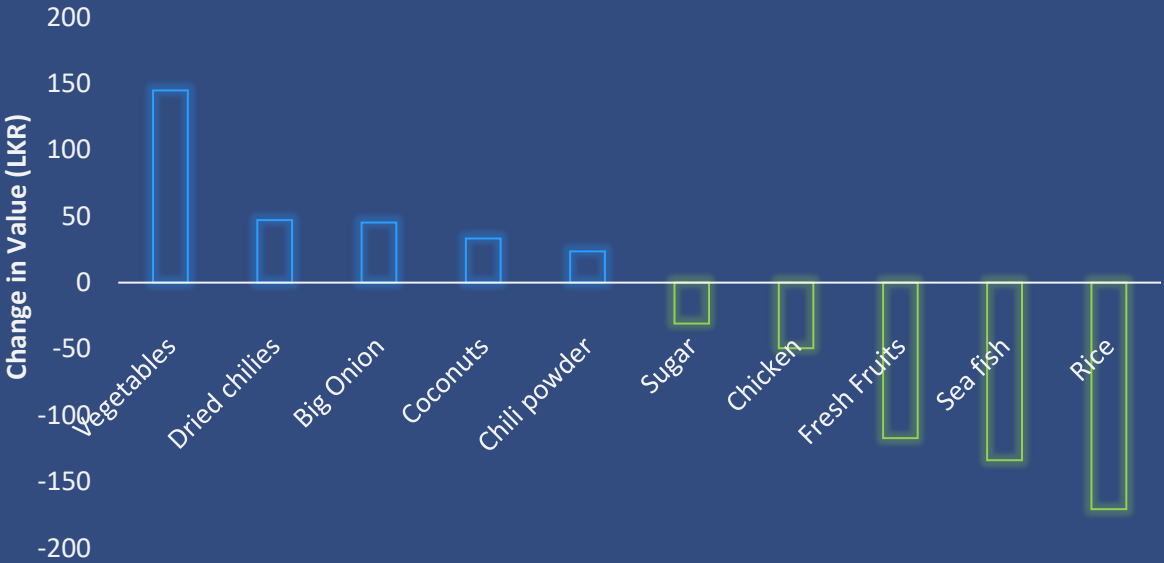 Change in Value (LKR)
200
150
100
50
0
-50
-100
-150
-200
Vegetables
Dried chilies
Big Onion
Coconuts
Chili powder
Sugar
Chicken
Fresh Fruits
Sea fish
Rice